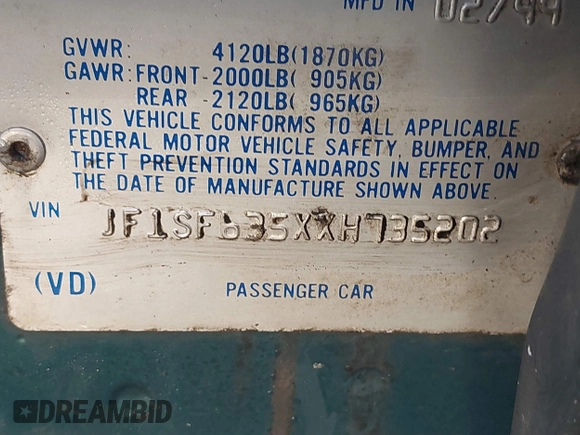 MFD IN 02/99
GVWR: 4120LB(1870KG)
GAWR: FRONT-2000LB( 905KG)
REAR -2120LB( 965KG)
THIS VEHICLE CONFORMS TO ALL APPLICABLE
FEDERAL MOTOR VEHICLE SAFETY, BUMPER, AND
THEFT PREVENTION STANDARDS IN EFFECT ON
THE DATE OF MANUFACTURE SHOWN ABOVE.
VIN JF1SF635XXH735202
(VD) PASSENGER CAR
DREAMBID